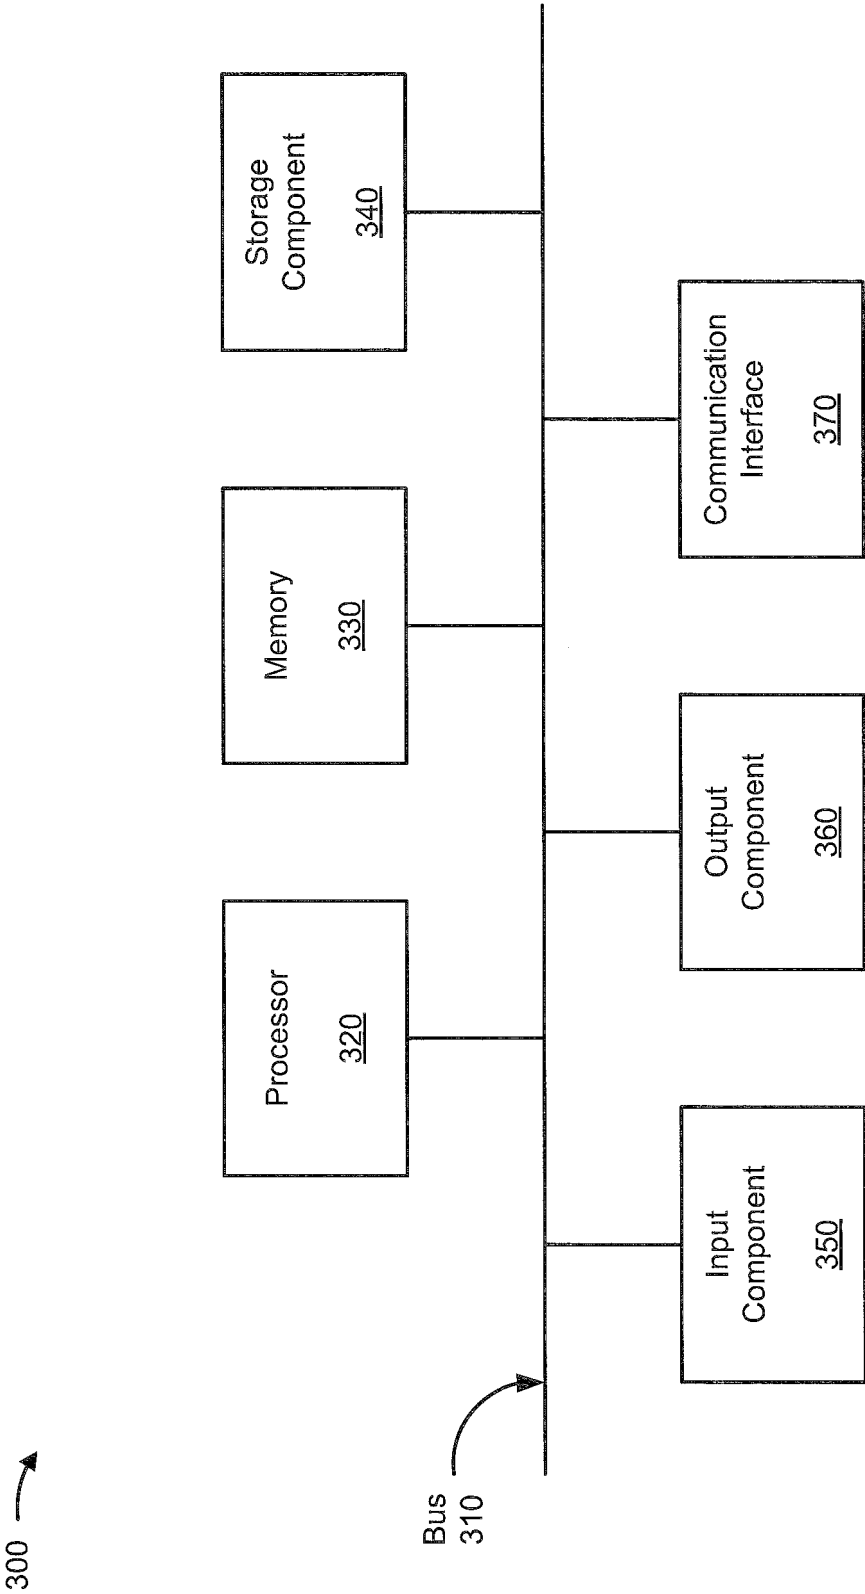 300
Bus
310
Processor
320
Memory
330
Storage
Component
340
Input
Component
350
Output
Component
360
Communication
Interface
370